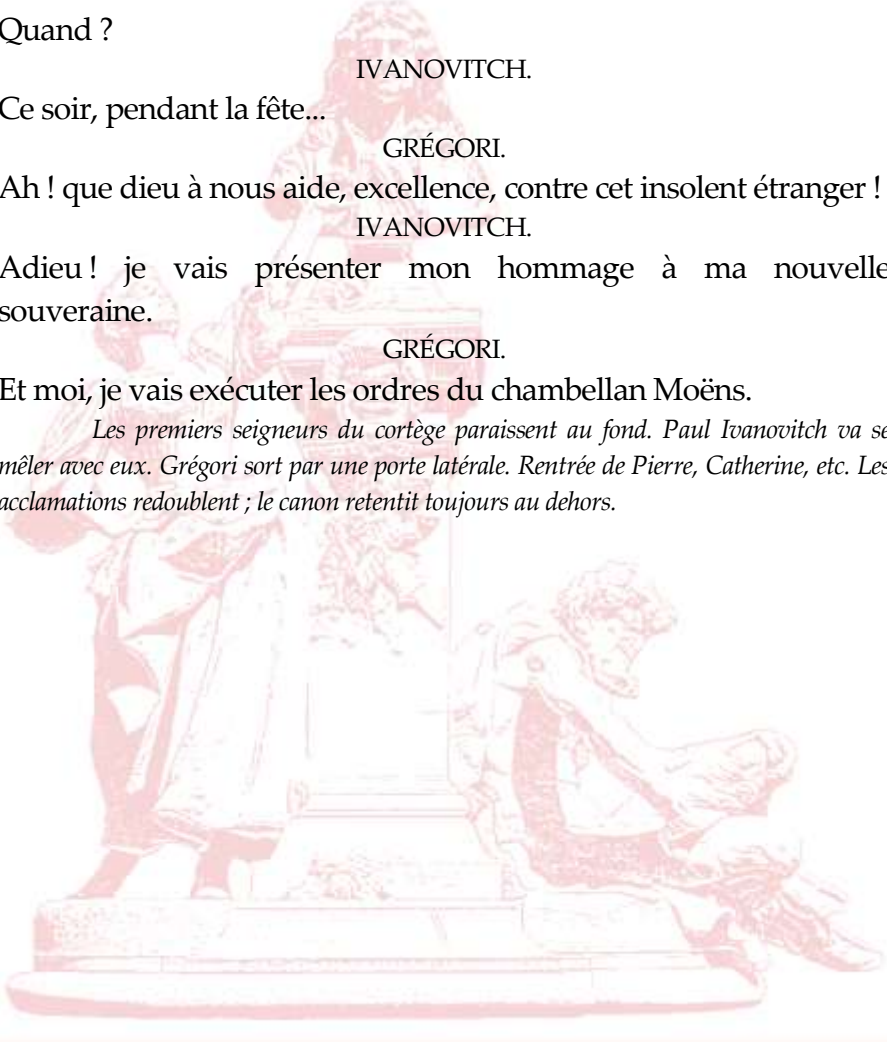 Quand ?
IVANOVITCH.
Ce soir, pendant la fête...
GRÉGORI.
Ah ! que dieu à nous aide, excellence, contre cet insolent étranger !
IVANOVITCH.
Adieu ! je vais présenter mon hommage à ma nouvelle
souveraine.
GRÉGORI.
Et moi, je vais exécuter les ordres du chambellan Moëns.
Les premiers seigneurs du cortège paraissent au fond. Paul Ivanovitch va se
mêler avec eux. Grégori sort par une porte latérale. Rentrée de Pierre, Catherine, etc. Les
acclamations redoublent ; le canon retentit toujours au dehors.